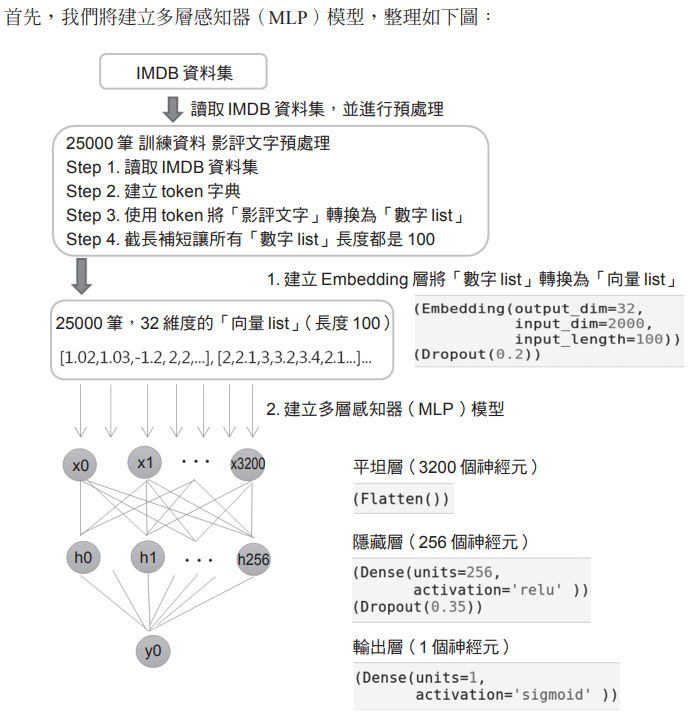 首先，我們將建立多層感知器（MLP）模型，整理如下圖：
IMDB 資料集
讀取 IMDB 資料集，並進行預處理
25000 筆 訓練資料 影評文字預處理
Step 1. 讀取 IMDB 資料集
Step 2. 建立 token 字典
Step 3. 使用 token 將「影評文字」轉換為「數字 list」
Step 4. 截長補短讓所有「數字 list」長度都是 100
1. 建立 Embedding 層將「數字 list」轉換為「向量 list」
(Embedding(output_dim=32,
input_dim=2000,
input_length=100))
(Dropout(0.2))
25000 筆，32 維度的「向量 list」（長度 100）
[1.02,1.03,-1.2,2,2,...],[2,2.1,3,3.2,3.4,2.1...]...
2. 建立多層感知器（MLP）模型
x0 x1 ··· x3200
平坦層（3200 個神經元）
(Flatten())
隱藏層（256 個神經元）
h0 h1 ··· h256
(Dense(units=256,
activation='relu' ))
(Dropout(0.35))
輸出層（1 個神經元）
y0
(Dense(units=1,
activation='sigmoid' ))